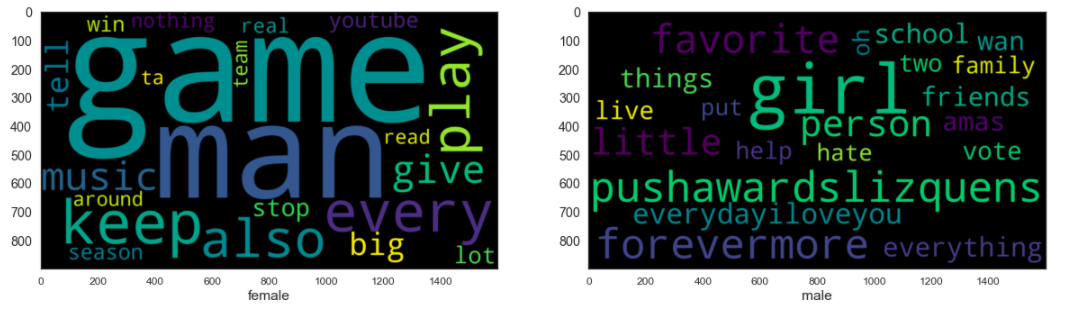 0
100
200
300
400
500
600
700
800
win nothing real youtube
tell game play
ta team
man read
music give
around stop every
keep also big
season lot
0 200 400 600 800 1000 1200 1400
female
0
100
200
300
400
500
600
700
800
favorite oh school wan
things girl two family
live put friends
little person amas
help hate vote
pushawardslizquens
everydayiloveyou
forevermore everything
0 200 400 600 800 1000 1200 1400
male